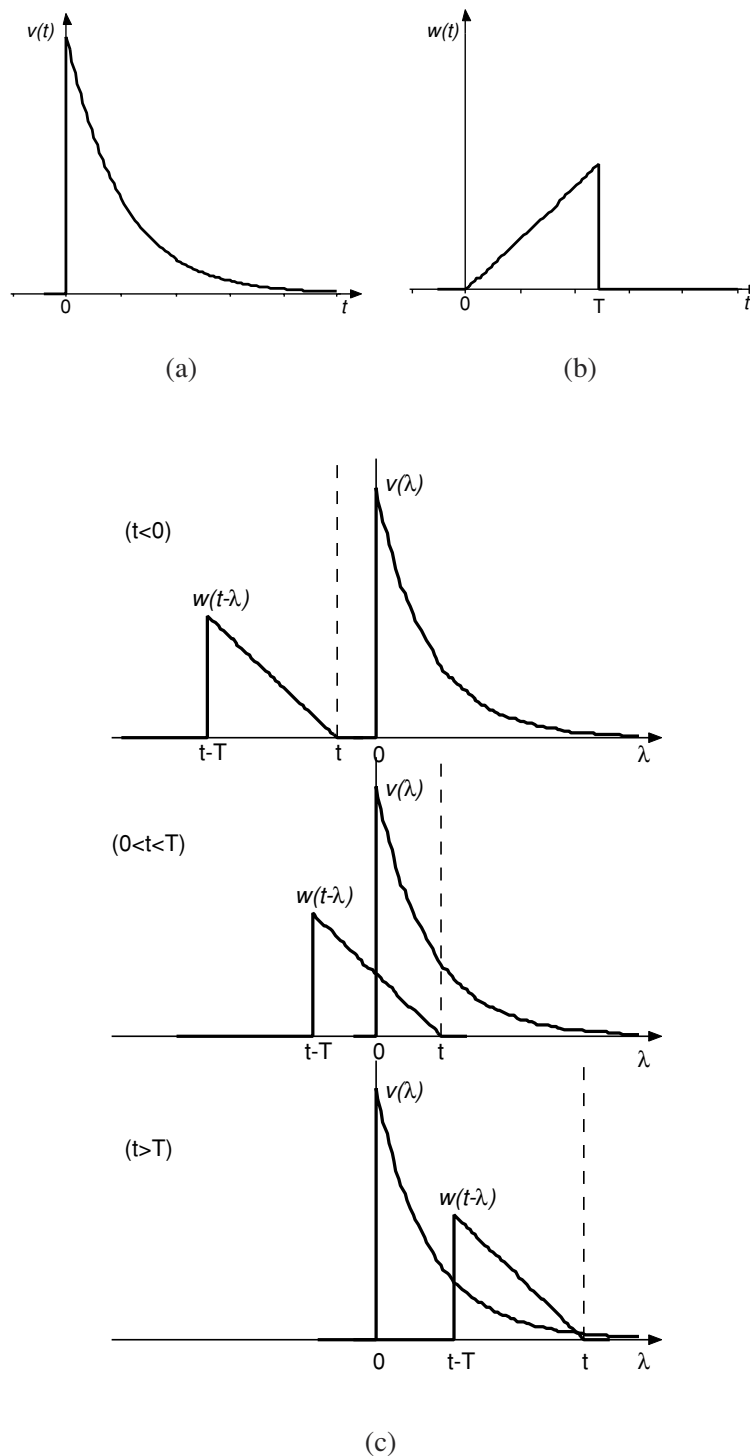 v(t)
w(t)
0
t
0
T
t
(a)
(b)
v(λ)
(t<0)
w(t-λ)
t-T
t
0
λ
v(λ)
(0<t<T)
w(t-λ)
t-T
0
t
λ
v(λ)
(t>T)
w(t-λ)
0
t-T
t
λ
(c)